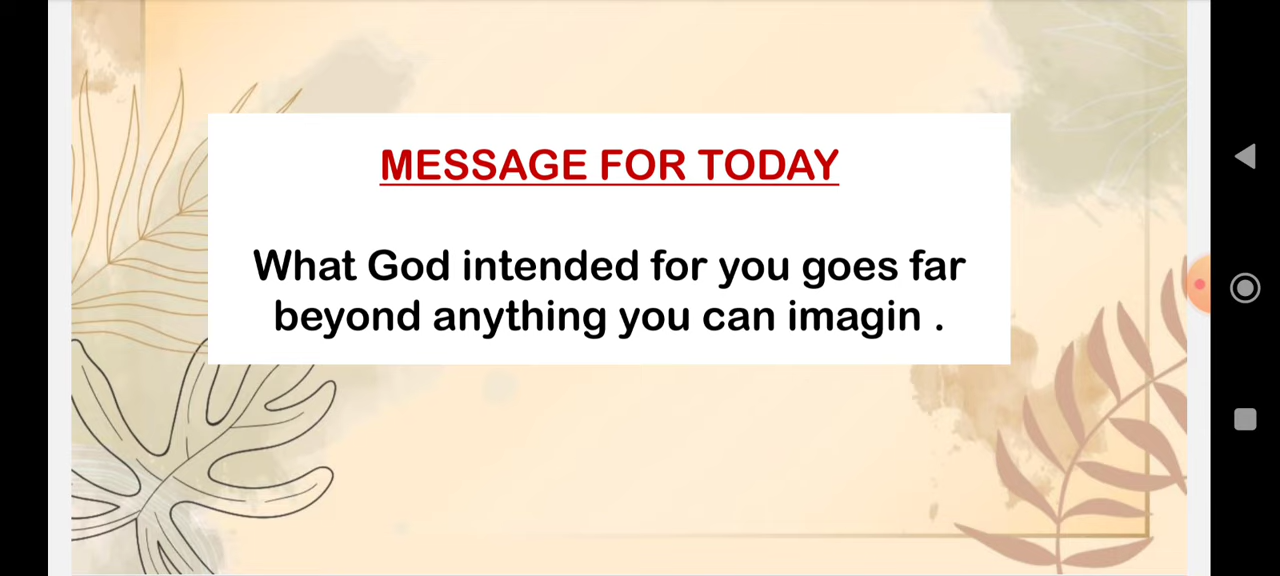 MESSAGE FOR TODAY
What God intended for you goes far
beyond anything you can imagin .